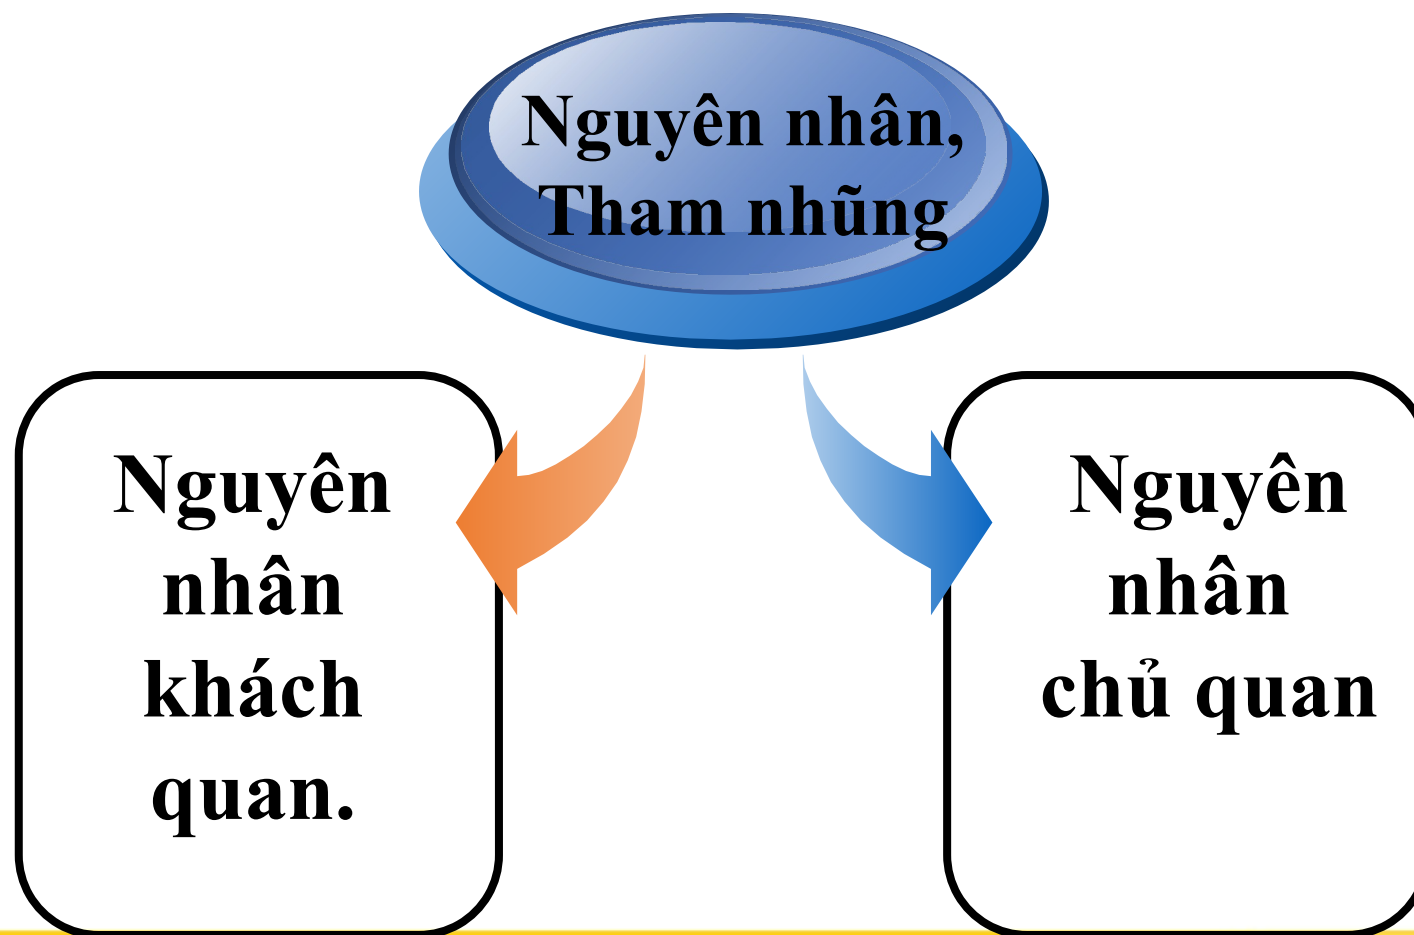 Nguyên nhân,
Tham nhũng
Nguyên
nhân
khách
quan.
Nguyên
nhân
chủ quan